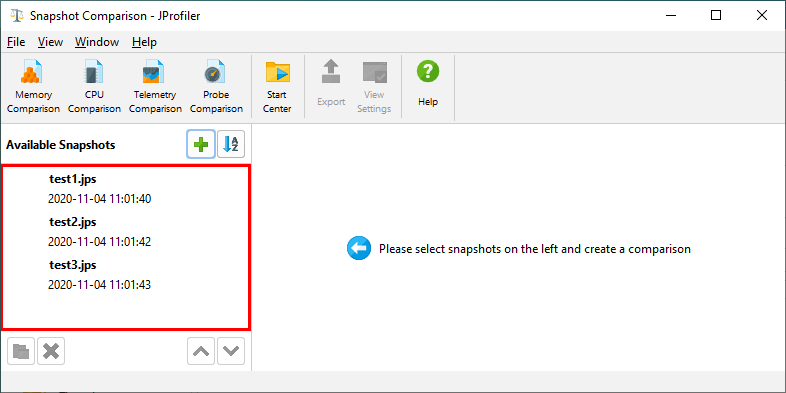 Snapshot Comparison - JProfiler
File View Window Help
Memory Comparison
CPU Comparison
Telemetry Comparison
Probe Comparison
Start Center
Export
View Settings
Help
Available Snapshots
A
Z
test1.jps
2020-11-04 11:01:40
test2.jps
2020-11-04 11:01:42
test3.jps
2020-11-04 11:01:43
Please select snapshots on the left and create a comparison